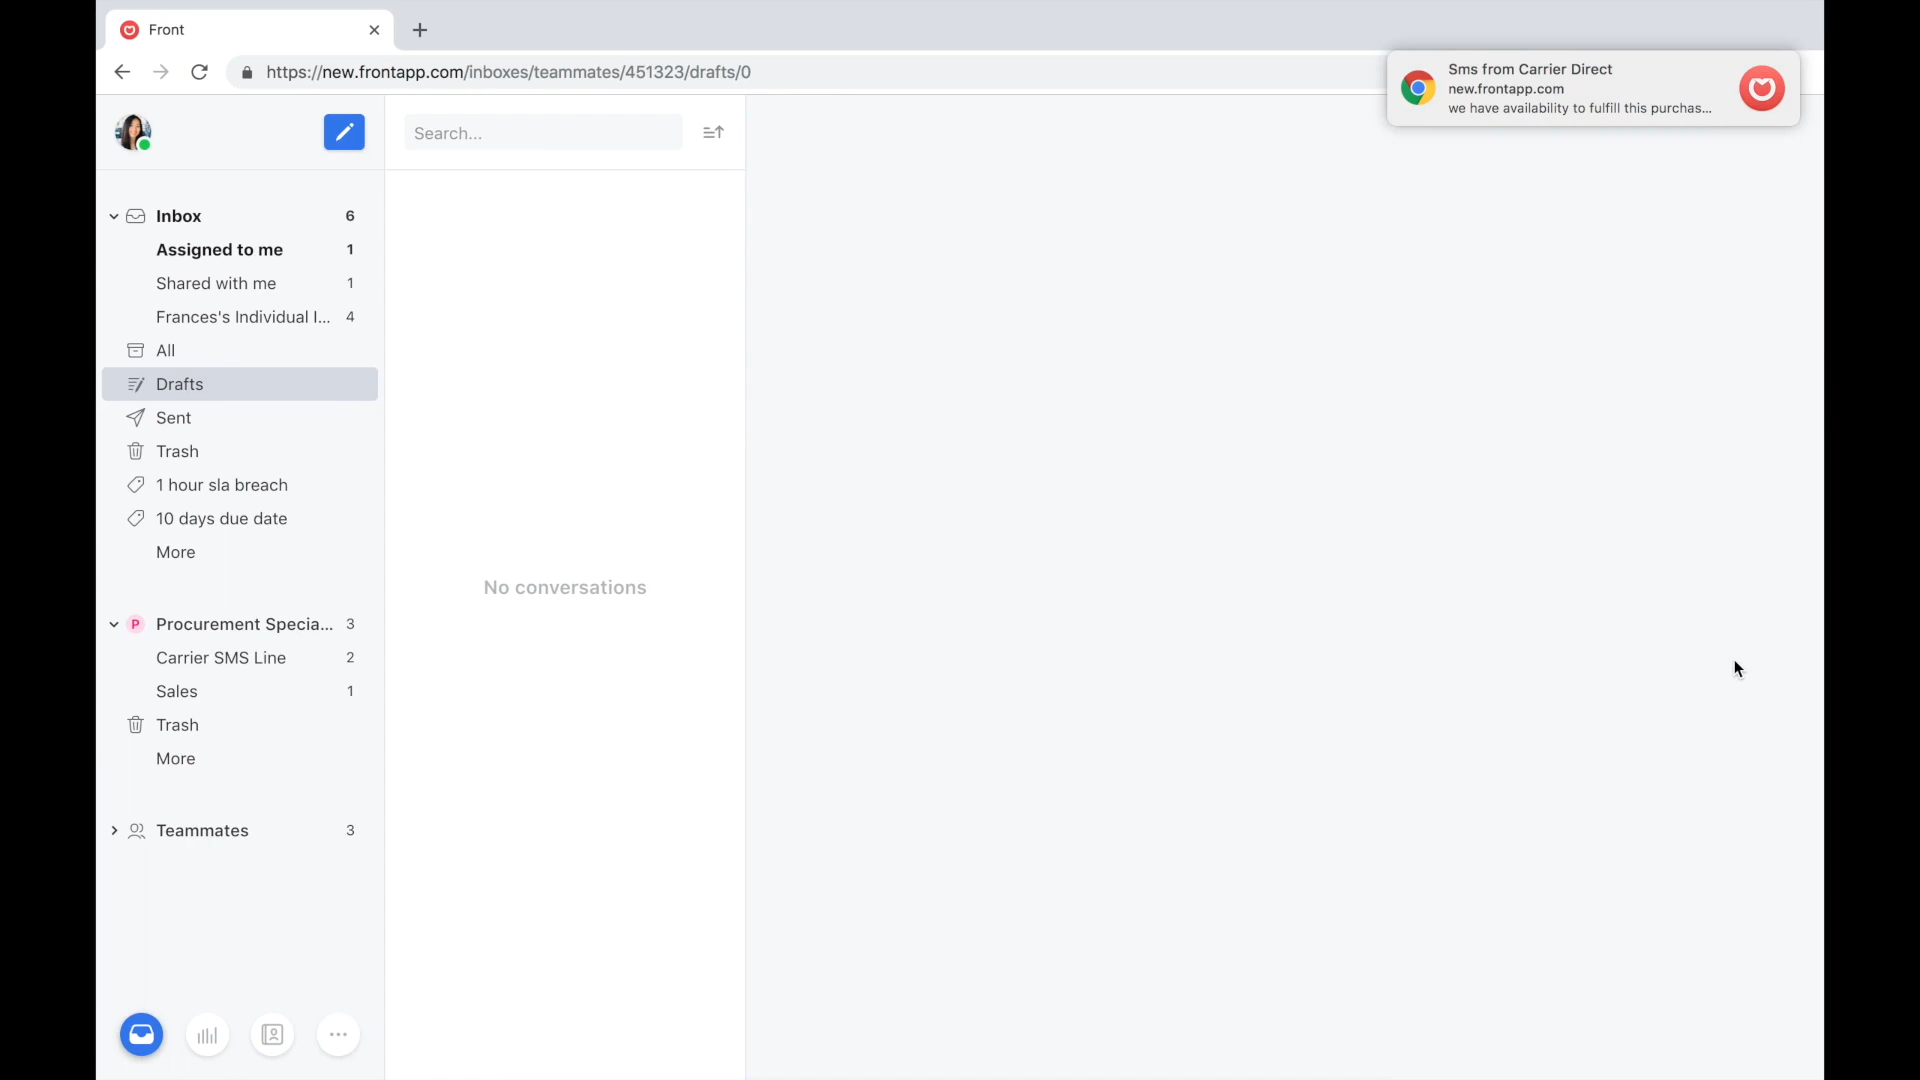 Front
https://new.frontapp.com/inboxes/teammates/451323/drafts/0
Sms from Carrier Direct
new.frontapp.com
we have availability to fulfill this purchas...
Search...
Inbox 6
Assigned to me 1
Shared with me 1
Frances's Individual I... 4
All
Drafts
Sent
Trash
1 hour sla breach
10 days due date
More
No conversations
P Procurement Specia... 3
Carrier SMS Line 2
Sales 1
Trash
More
Teammates 3